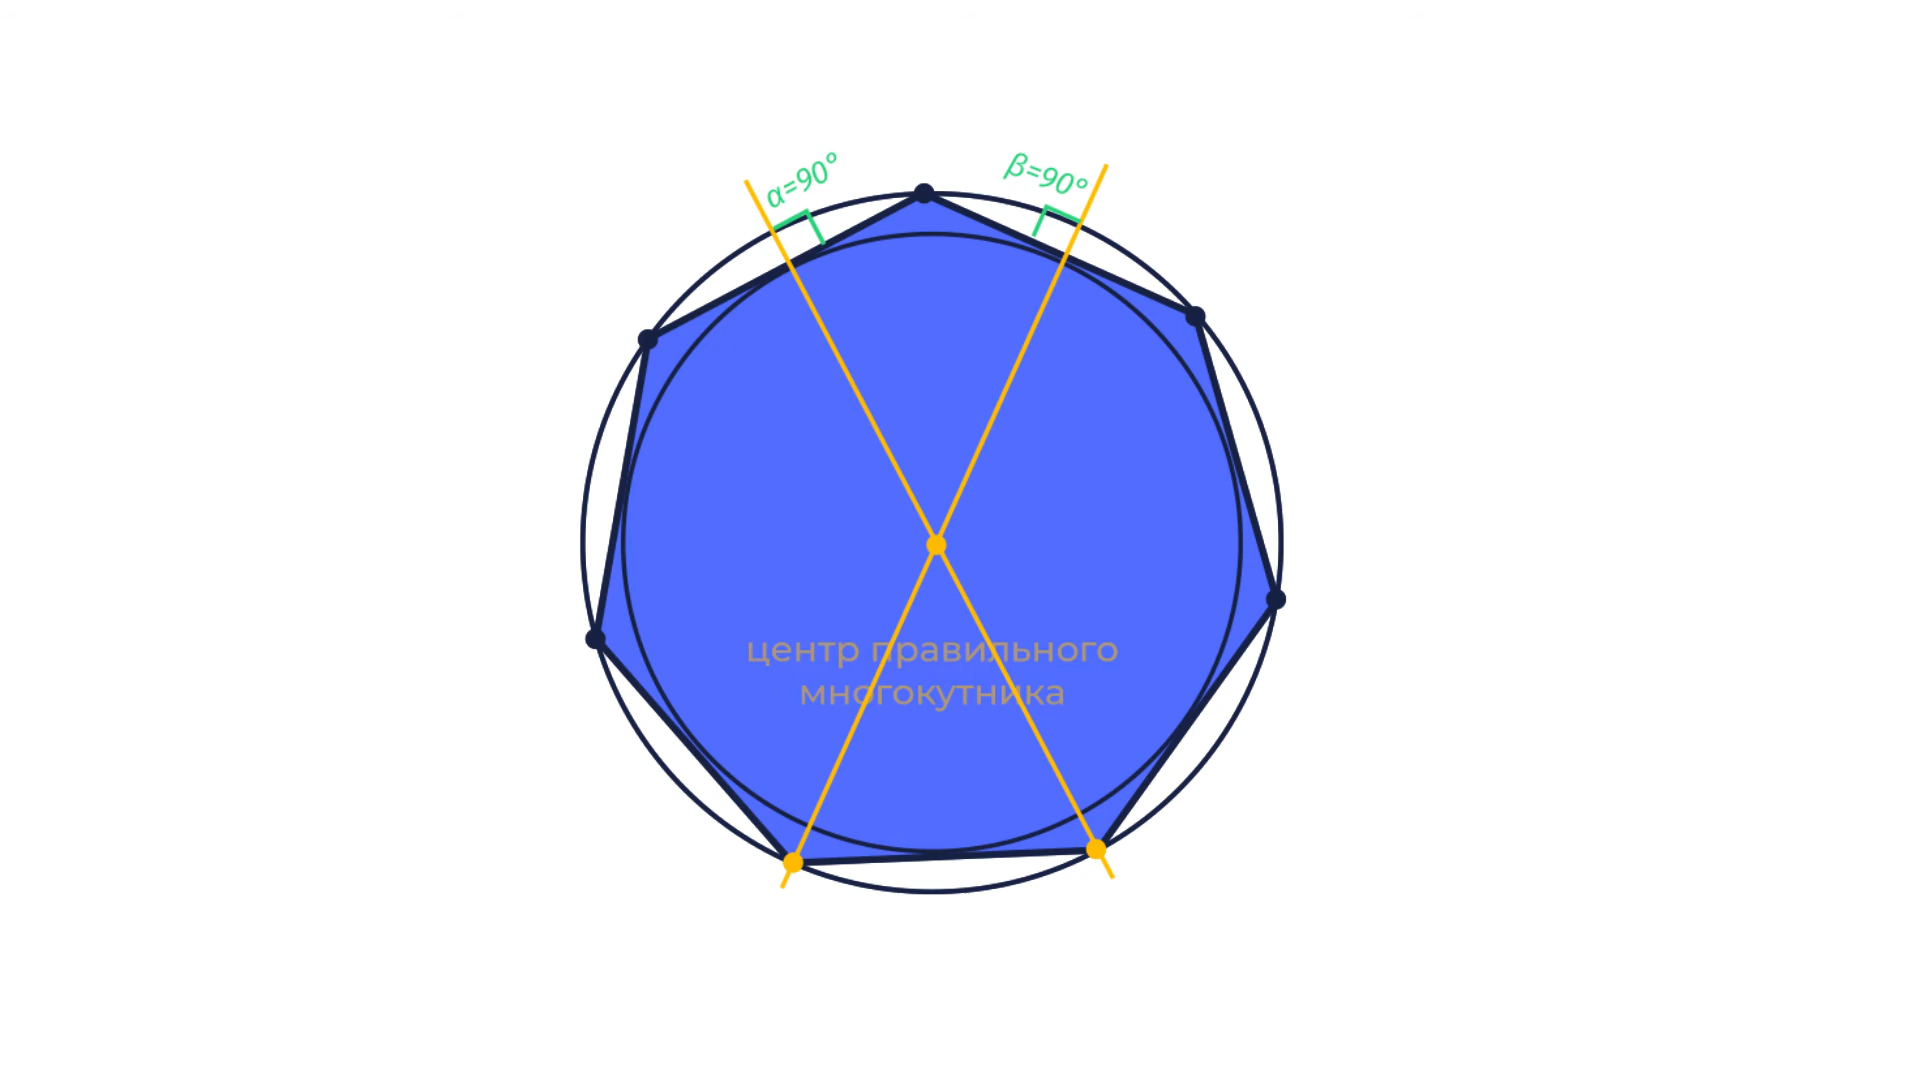 α=90°
β=90°
центр правильного
многокутника